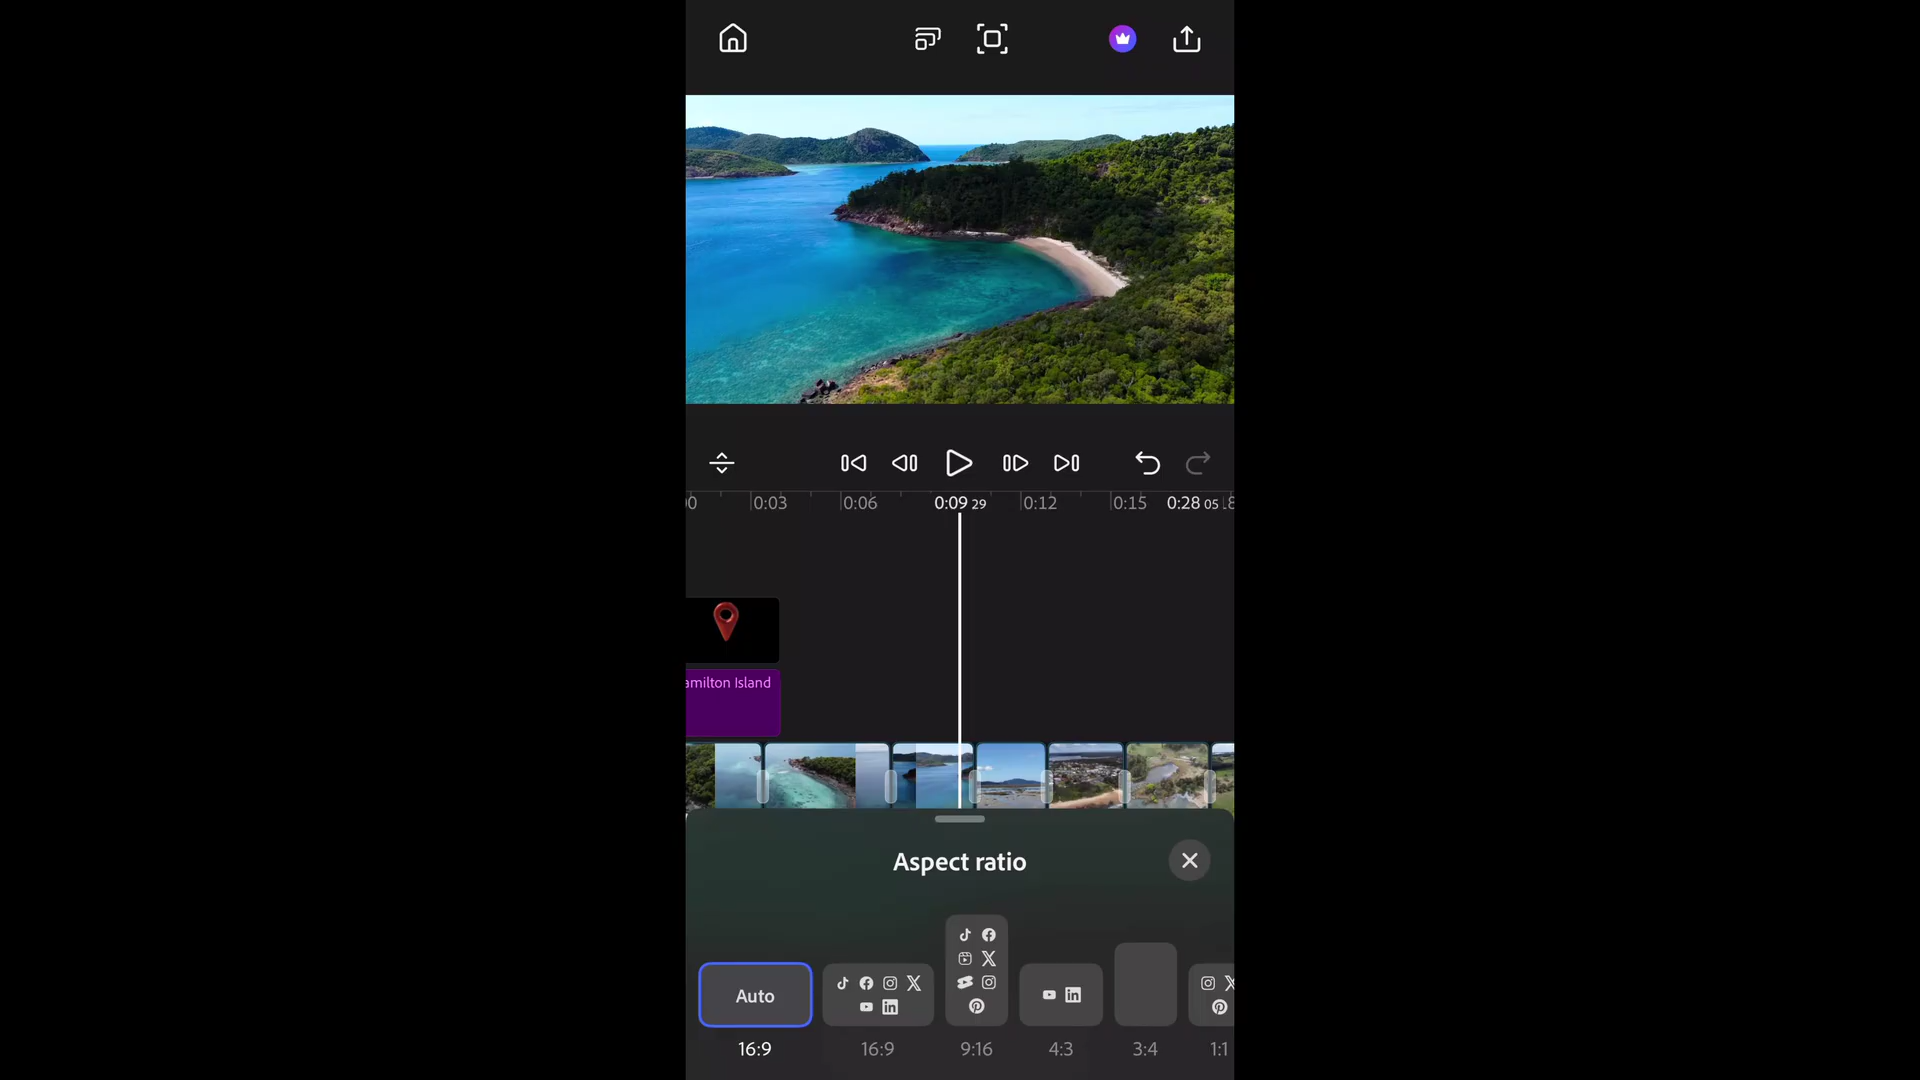 00 0:03 0:06 0:09 29 0:12 0:15 0:28 05
amilton Island
Aspect ratio
Auto
16:9 16:9 9:16 4:3 3:4 1:1